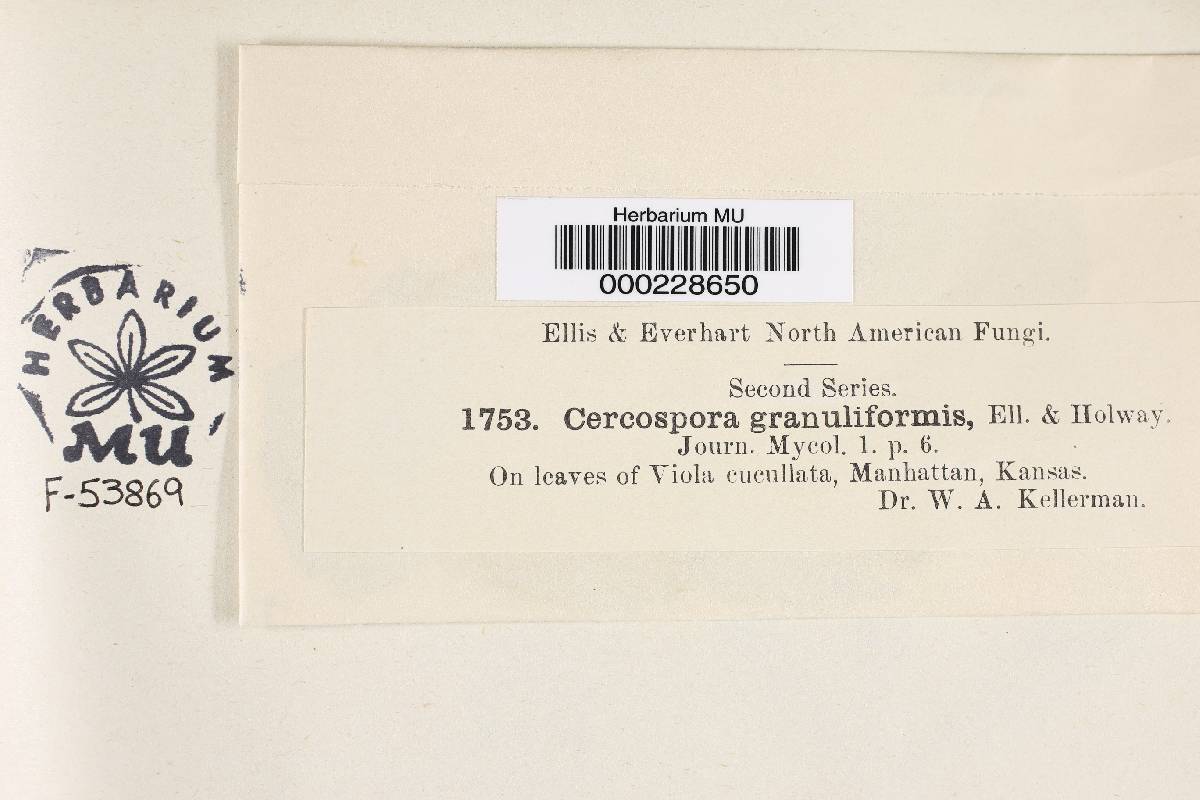 Herbarium MU
000228650
HERBARIUM
MU
F-53869
Ellis & Everhart North American Fungi.
Second Series.
1753. Cercospora granuliformis, Ell. & Holway.
Journ. Mycol. 1. p. 6.
On leaves of Viola cucullata, Manhattan, Kansas.
Dr. W. A. Kellerman.